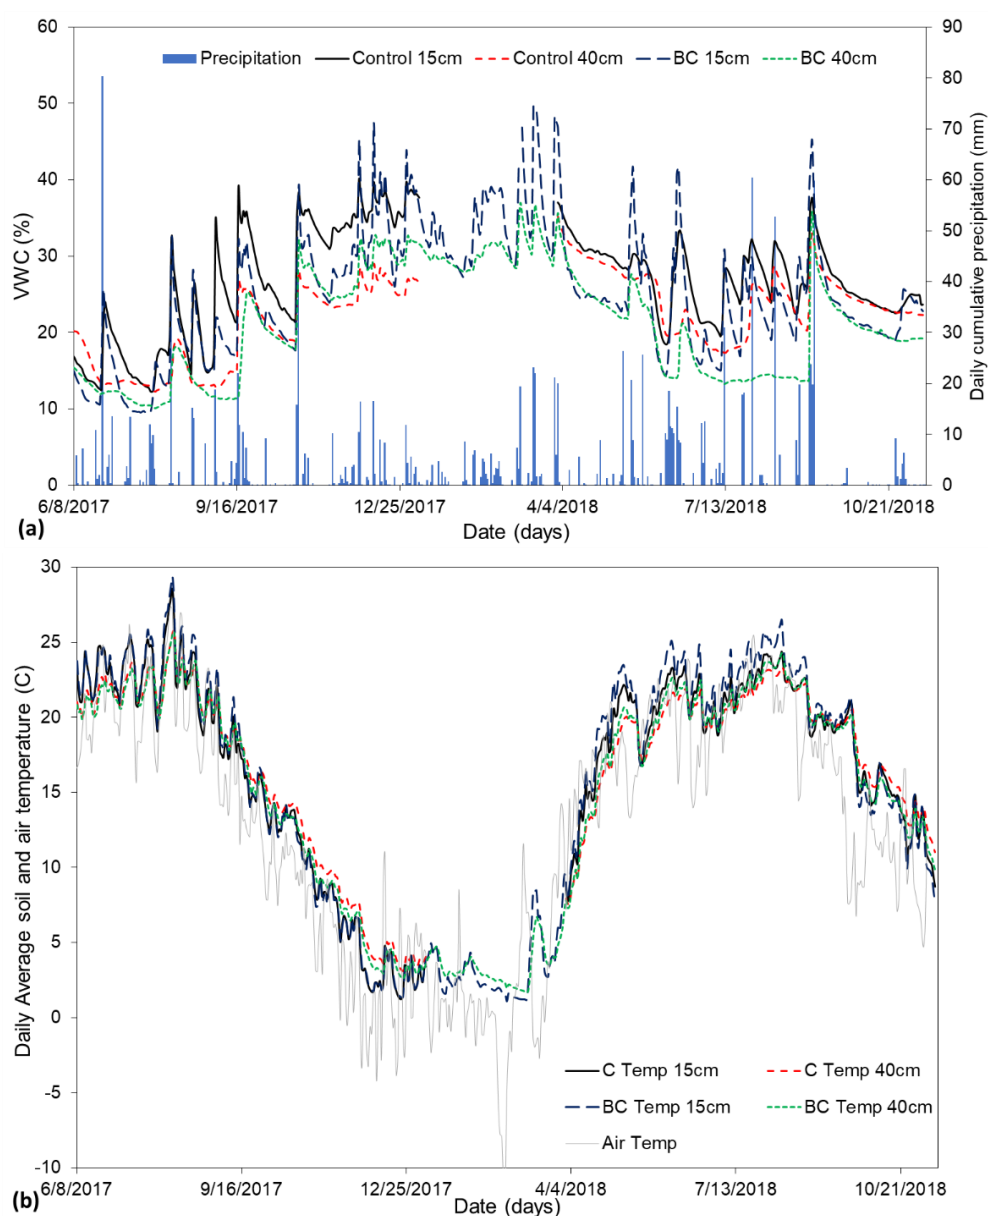 60
50
40
30
20
10
0
VWC (%)
Precipitation Control 15cm Control 40cm BC 15cm BC 40cm
90
80
70
60
50
40
30
20
10
0
Daily cumulative precipitation (mm)
6/8/2017 9/16/2017 12/25/2017 4/4/2018 7/13/2018 10/21/2018
Date (days)
(a)
30
25
20
15
10
5
0
-5
-10
Daily Average soil and air temperature (C)
C Temp 15cm C Temp 40cm
BC Temp 15cm BC Temp 40cm
Air Temp
6/8/2017 9/16/2017 12/25/2017 4/4/2018 7/13/2018 10/21/2018
Date (days)
(b)